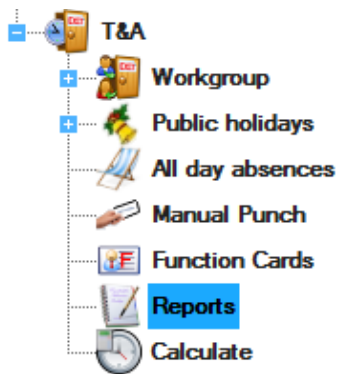 T&A
Workgroup
Public holidays
All day absences
Manual Punch
Function Cards
Reports
Calculate